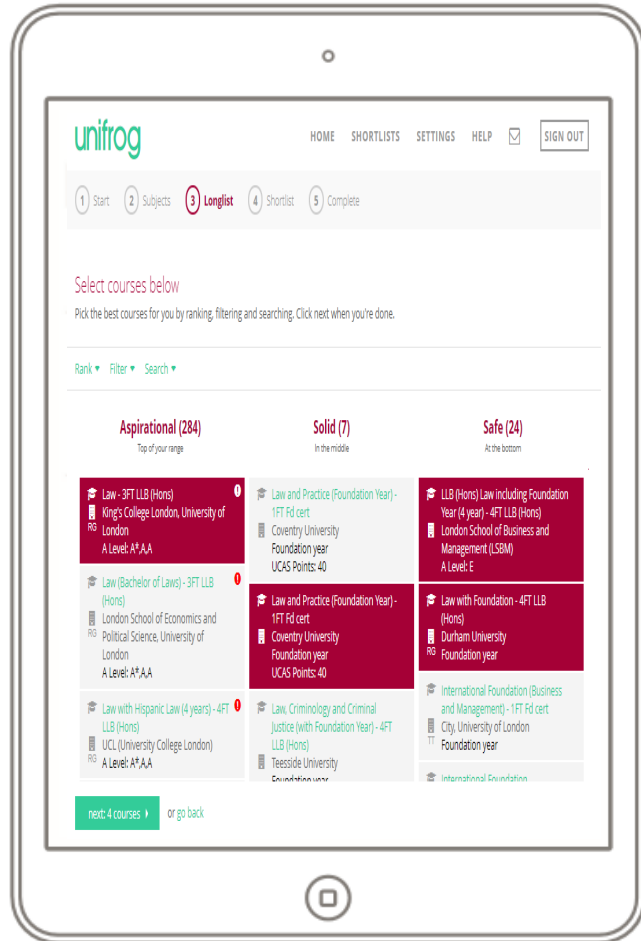 unifrog
HOME SHORTLISTS SETTINGS HELP SIGN OUT
1 Start 2 Subjects 3 Longlist 4 Shortlist 5 Complete
Select courses below
Pick the best courses for you by ranking, filtering and searching. Click next when you're done.
Rank Filter Search
Aspirational (284)
Top of your range
Law - 3FT LLB (Hons)
King's College London, University of
RG London
A Level: A*,A,A
Law (Bachelor of Laws) - 3FT LLB
(Hons)
London School of Economics and
RG Political Science, University of
London
A Level: A*,A,A
Law with Hispanic Law (4 years) - 4FT
LLB (Hons)
UCL (University College London)
RG A Level: A*,A,A
Solid (7)
In the middle
Law and Practice (Foundation Year) -
1FT Fd cert
Coventry University
Foundation year
UCAS Points: 40
Law and Practice (Foundation Year) -
1FT Fd cert
Coventry University
Foundation year
UCAS Points: 40
Law, Criminology and Criminal
Justice (with Foundation Year) - 4FT
LLB (Hons)
Teesside University
Foundation year
Safe (24)
At the bottom
LLB (Hons) Law including Foundation
Year (4 year) - 4FT LLB (Hons)
London School of Business and
Management (LSBM)
A Level: E
Law with Foundation - 4FT LLB
(Hons)
Durham University
RG Foundation year
International Foundation (Business
and Management) - 1FT Fd cert
City, University of London
TT Foundation year
International Foundation
next: 4 courses or go back